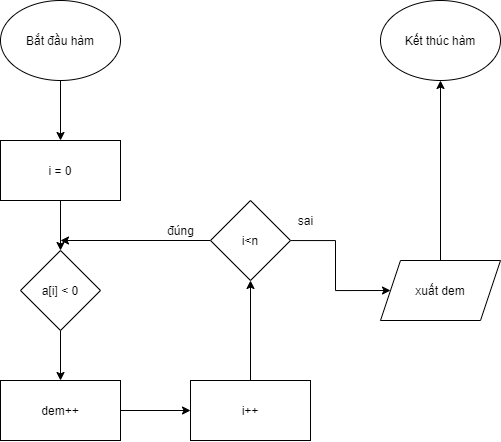 Bắt đầu hàm
Kết thúc hàm
i = 0
đúng
i<n
sai
a[i] < 0
xuất dem
dem++
i++